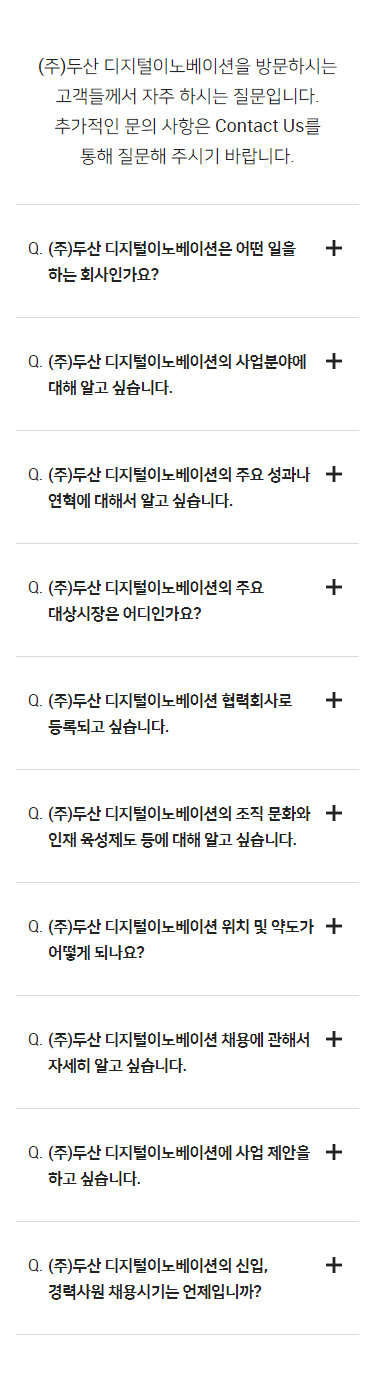 (주)두산 디지털이노베이션을 방문하시는
고객들께서 자주 하시는 질문입니다.
추가적인 문의 사항은 Contact Us를
통해 질문해 주시기 바랍니다.
Q. (주)두산 디지털이노베이션은 어떤 일을
하는 회사인가요?
Q. (주)두산 디지털이노베이션의 사업분야에
대해 알고 싶습니다.
Q. (주)두산 디지털이노베이션의 주요 성과나
연혁에 대해서 알고 싶습니다.
Q. (주)두산 디지털이노베이션의 주요
대상시장은 어디인가요?
Q. (주)두산 디지털이노베이션 협력회사로
등록되고 싶습니다.
Q. (주)두산 디지털이노베이션의 조직 문화와
인재 육성제도 등에 대해 알고 싶습니다.
Q. (주)두산 디지털이노베이션 위치 및 약도가
어떻게 되나요?
Q. (주)두산 디지털이노베이션 채용에 관해서
자세히 알고 싶습니다.
Q. (주)두산 디지털이노베이션에 사업 제안을
하고 싶습니다.
Q. (주)두산 디지털이노베이션의 신입,
경력사원 채용시기는 언제입니까?